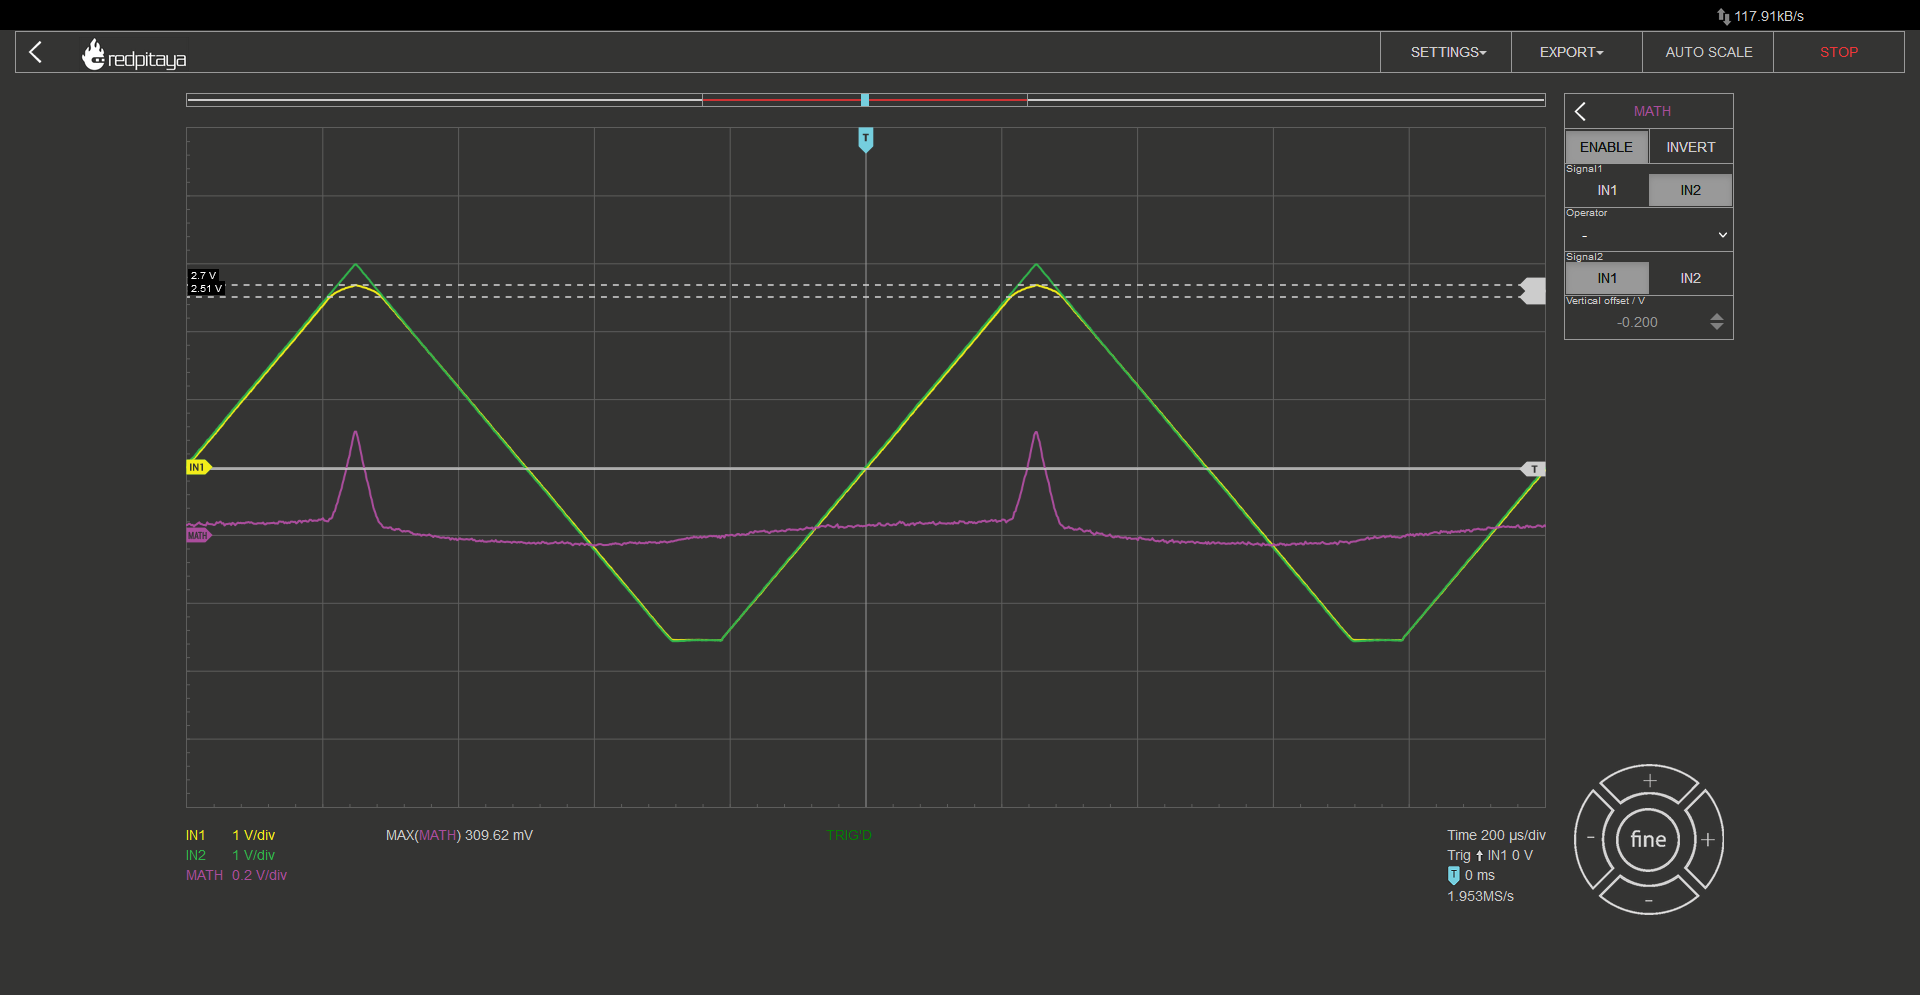 117.91kB/s
redpitaya
SETTINGS
EXPORT
AUTO SCALE
STOP
T
MATH
ENABLE
INVERT
Signal1
IN1
IN2
Operator
-
Signal2
IN1
IN2
Vertical offset / V
-0.200
2.7 V
2.51 V
IN1
T
MATH
+
-
fine
+
-
IN1 1 V/div
IN2 1 V/div
MATH 0.2 V/div
MAX(MATH) 309.62 mV
TRIG'D
Time 200 µs/div
Trig IN1 0 V
T 0 ms
1.953MS/s